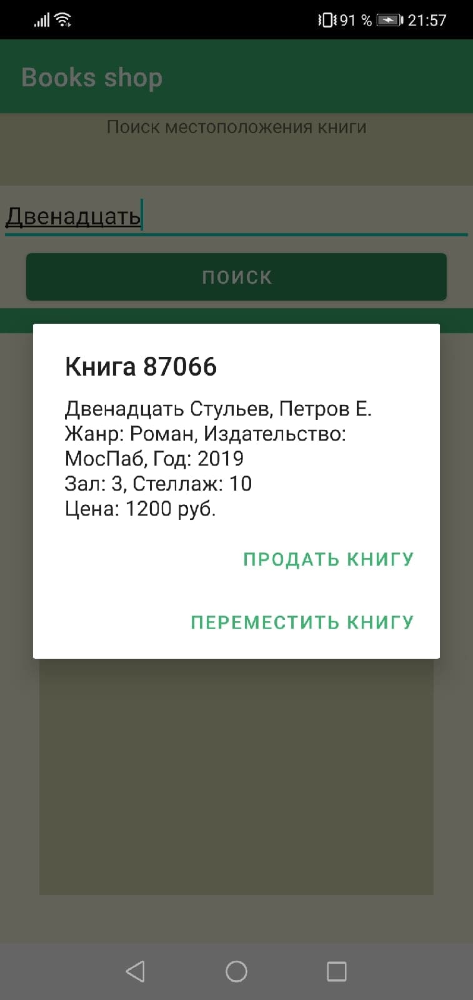 91 % 21:57
Books shop
Поиск местоположения книги
Двенадцать
ПОИСК
Книга 87066
Двенадцать Стульев, Петров Е.
Жанр: Роман, Издательство:
МосПаб, Год: 2019
Зал: 3, Стеллаж: 10
Цена: 1200 руб.
ПРОДАТЬ КНИГУ
ПЕРЕМЕСТИТЬ КНИГУ